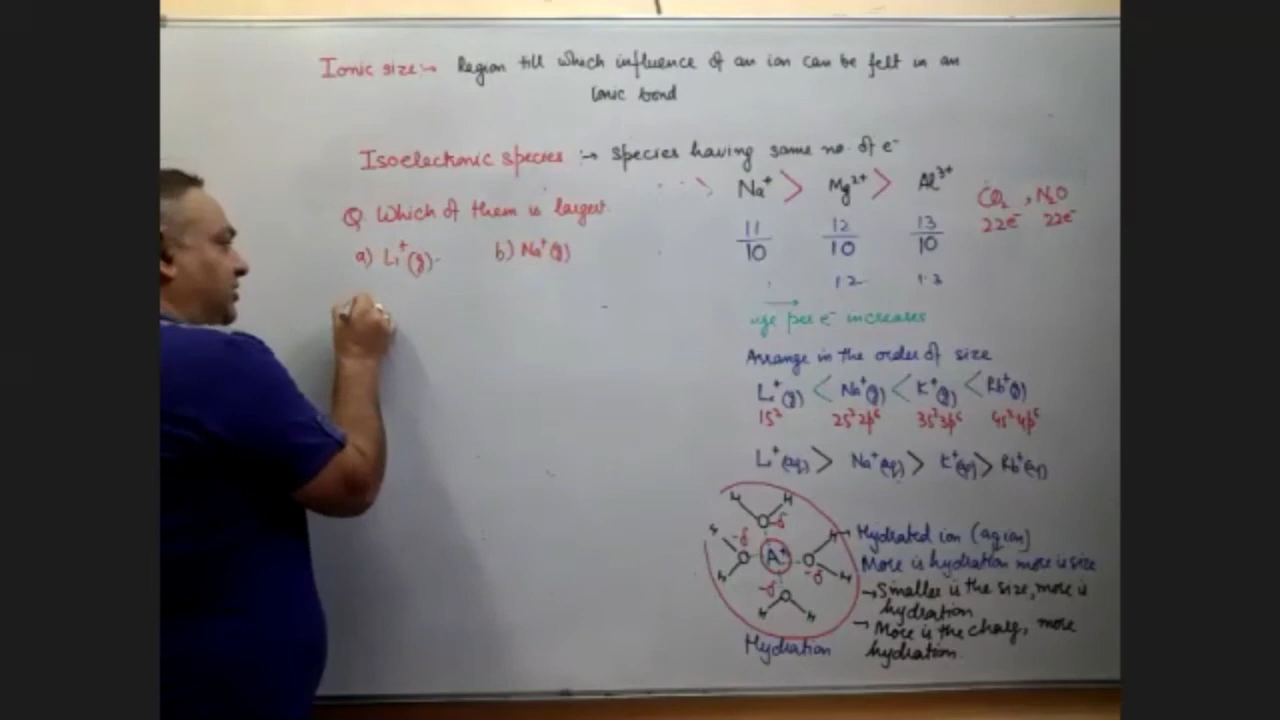 Ionic size:→ Region till which influence of an ion can be felt in an
Ionic bond
Isoelectronic species :→ species having same no. of e⁻
Na⁺ > Mg²⁺ > Al³⁺
CO₂ , N₂O
22e⁻ 22e⁻
11/10 12/10 13/10
1.2 1.3
per e⁻ increases
Q. Which of them is largest
a) Li⁺(g) b) Na⁺(g)
Arrange in the order of size
Li⁺(g) < Na⁺(g) < K⁺(g) < Rb⁺(g)
1s² 2s²2p⁶ 3s²3p⁶ 4s²4p⁶
Li⁺(aq) > Na⁺(aq) > K⁺(aq) > Rb⁺(aq)
H H
O -δ
H -δ O A⁺ O -δ H
H H
-δ O
H H
Hydration
Hydrated ion (aq ion)
More is hydration more is size
→ Smaller is the size, more is
hydration
→ More is the charge, more
hydration.